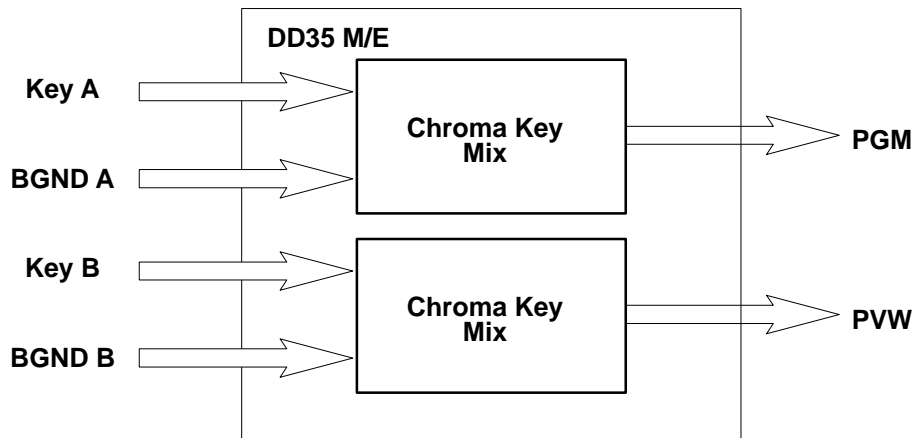 DD35 M/E
Key A
BGND A
Chroma Key
Mix
PGM
Key B
BGND B
Chroma Key
Mix
PVW